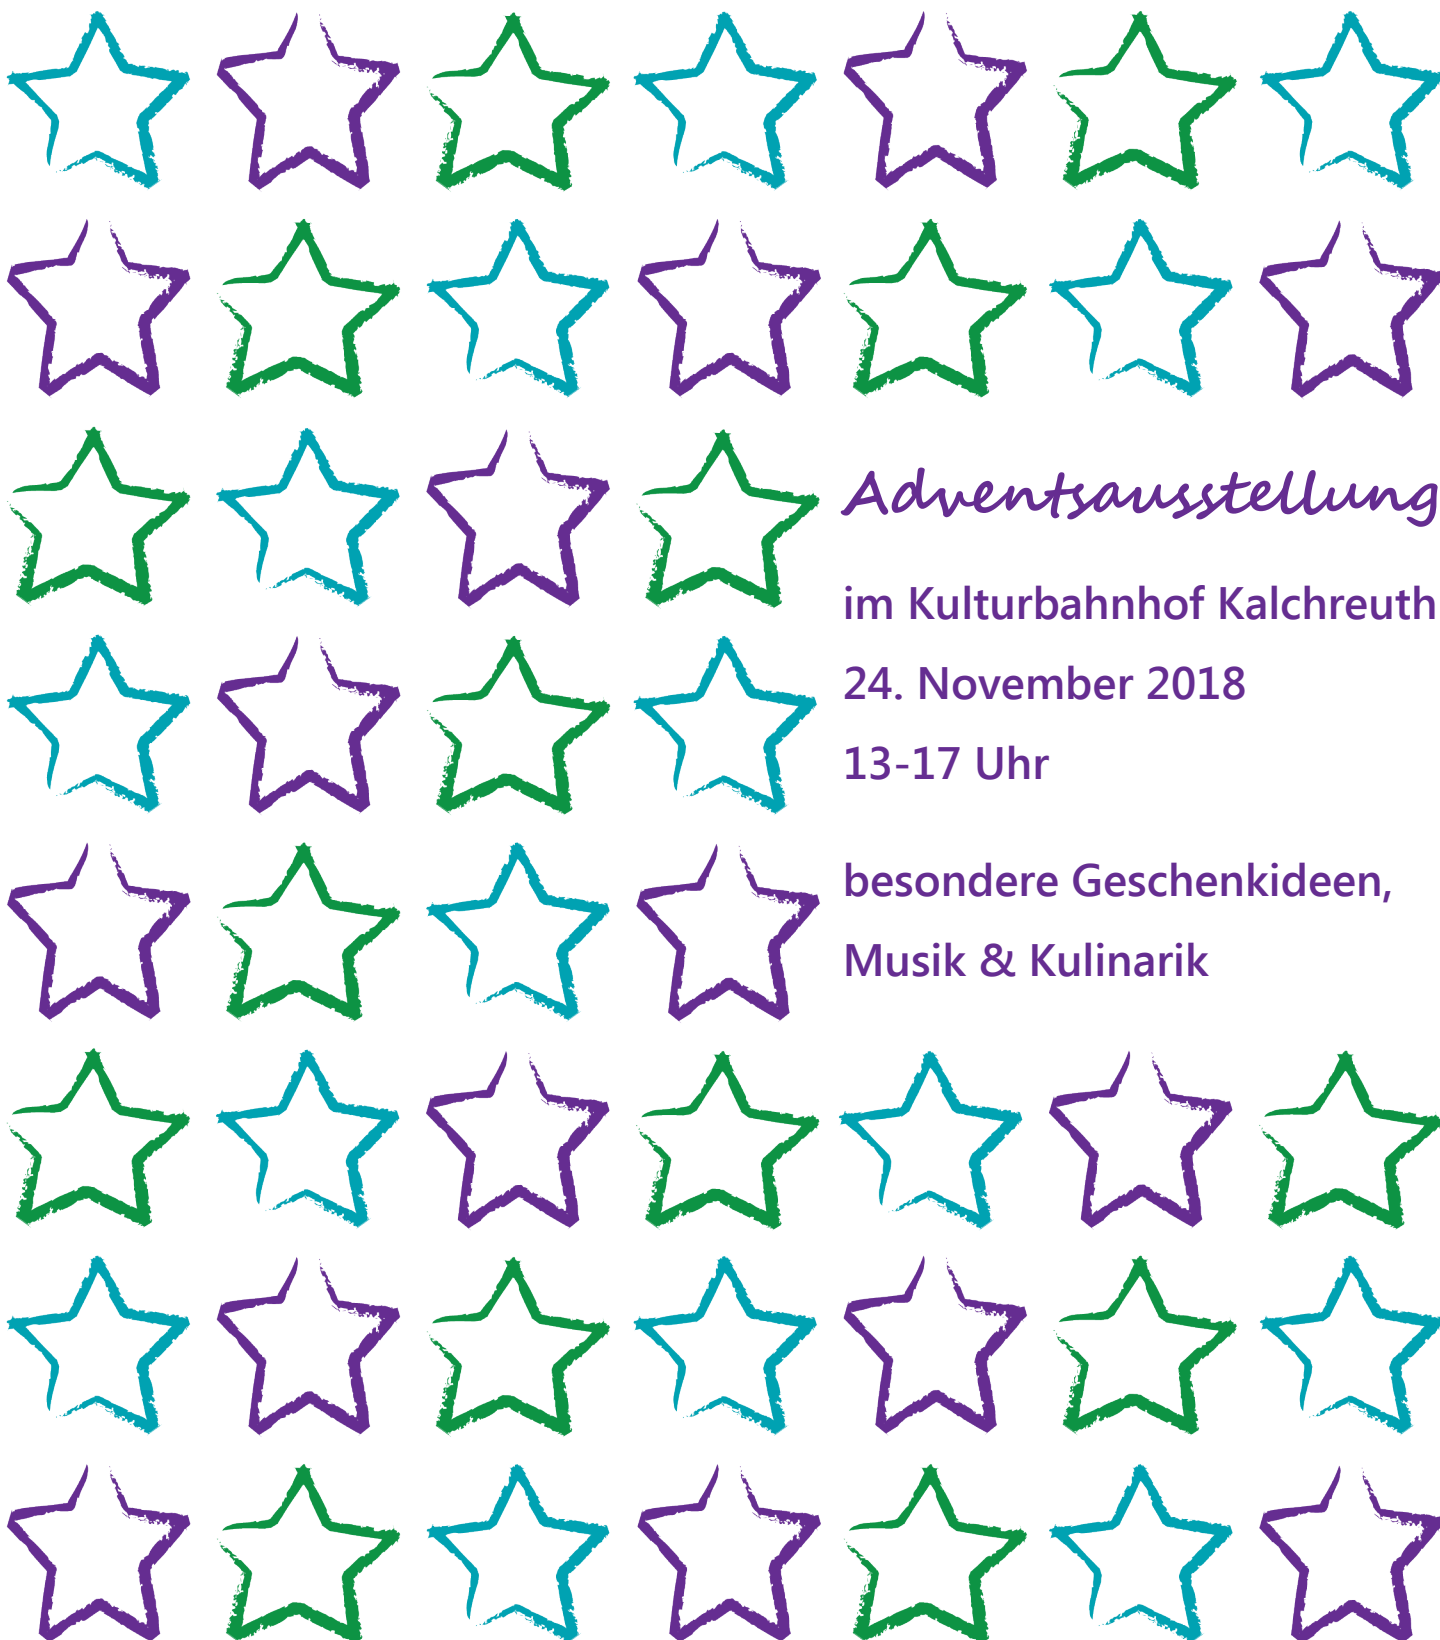 Adventsausstellung
im Kulturbahnhof Kalchreuth
24. November 2018
13-17 Uhr
besondere Geschenkideen,
Musik & Kulinarik